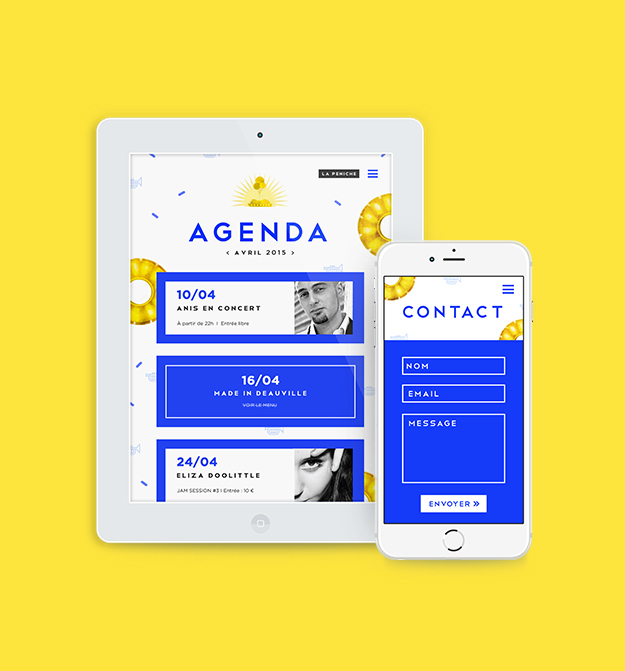 LA PENICHE
AGENDA
< AVRIL 2015 >
10/04
ANIS EN CONCERT
À partir de 22h | Entrée libre
16/04
MADE IN DEAUVILLE
VOIR-LE-MENU
24/04
ELIZA DOOLITTLE
JAM SESSION #3 | Entrée : 10 €
CONTACT
NOM
EMAIL
MESSAGE
ENVOYER »